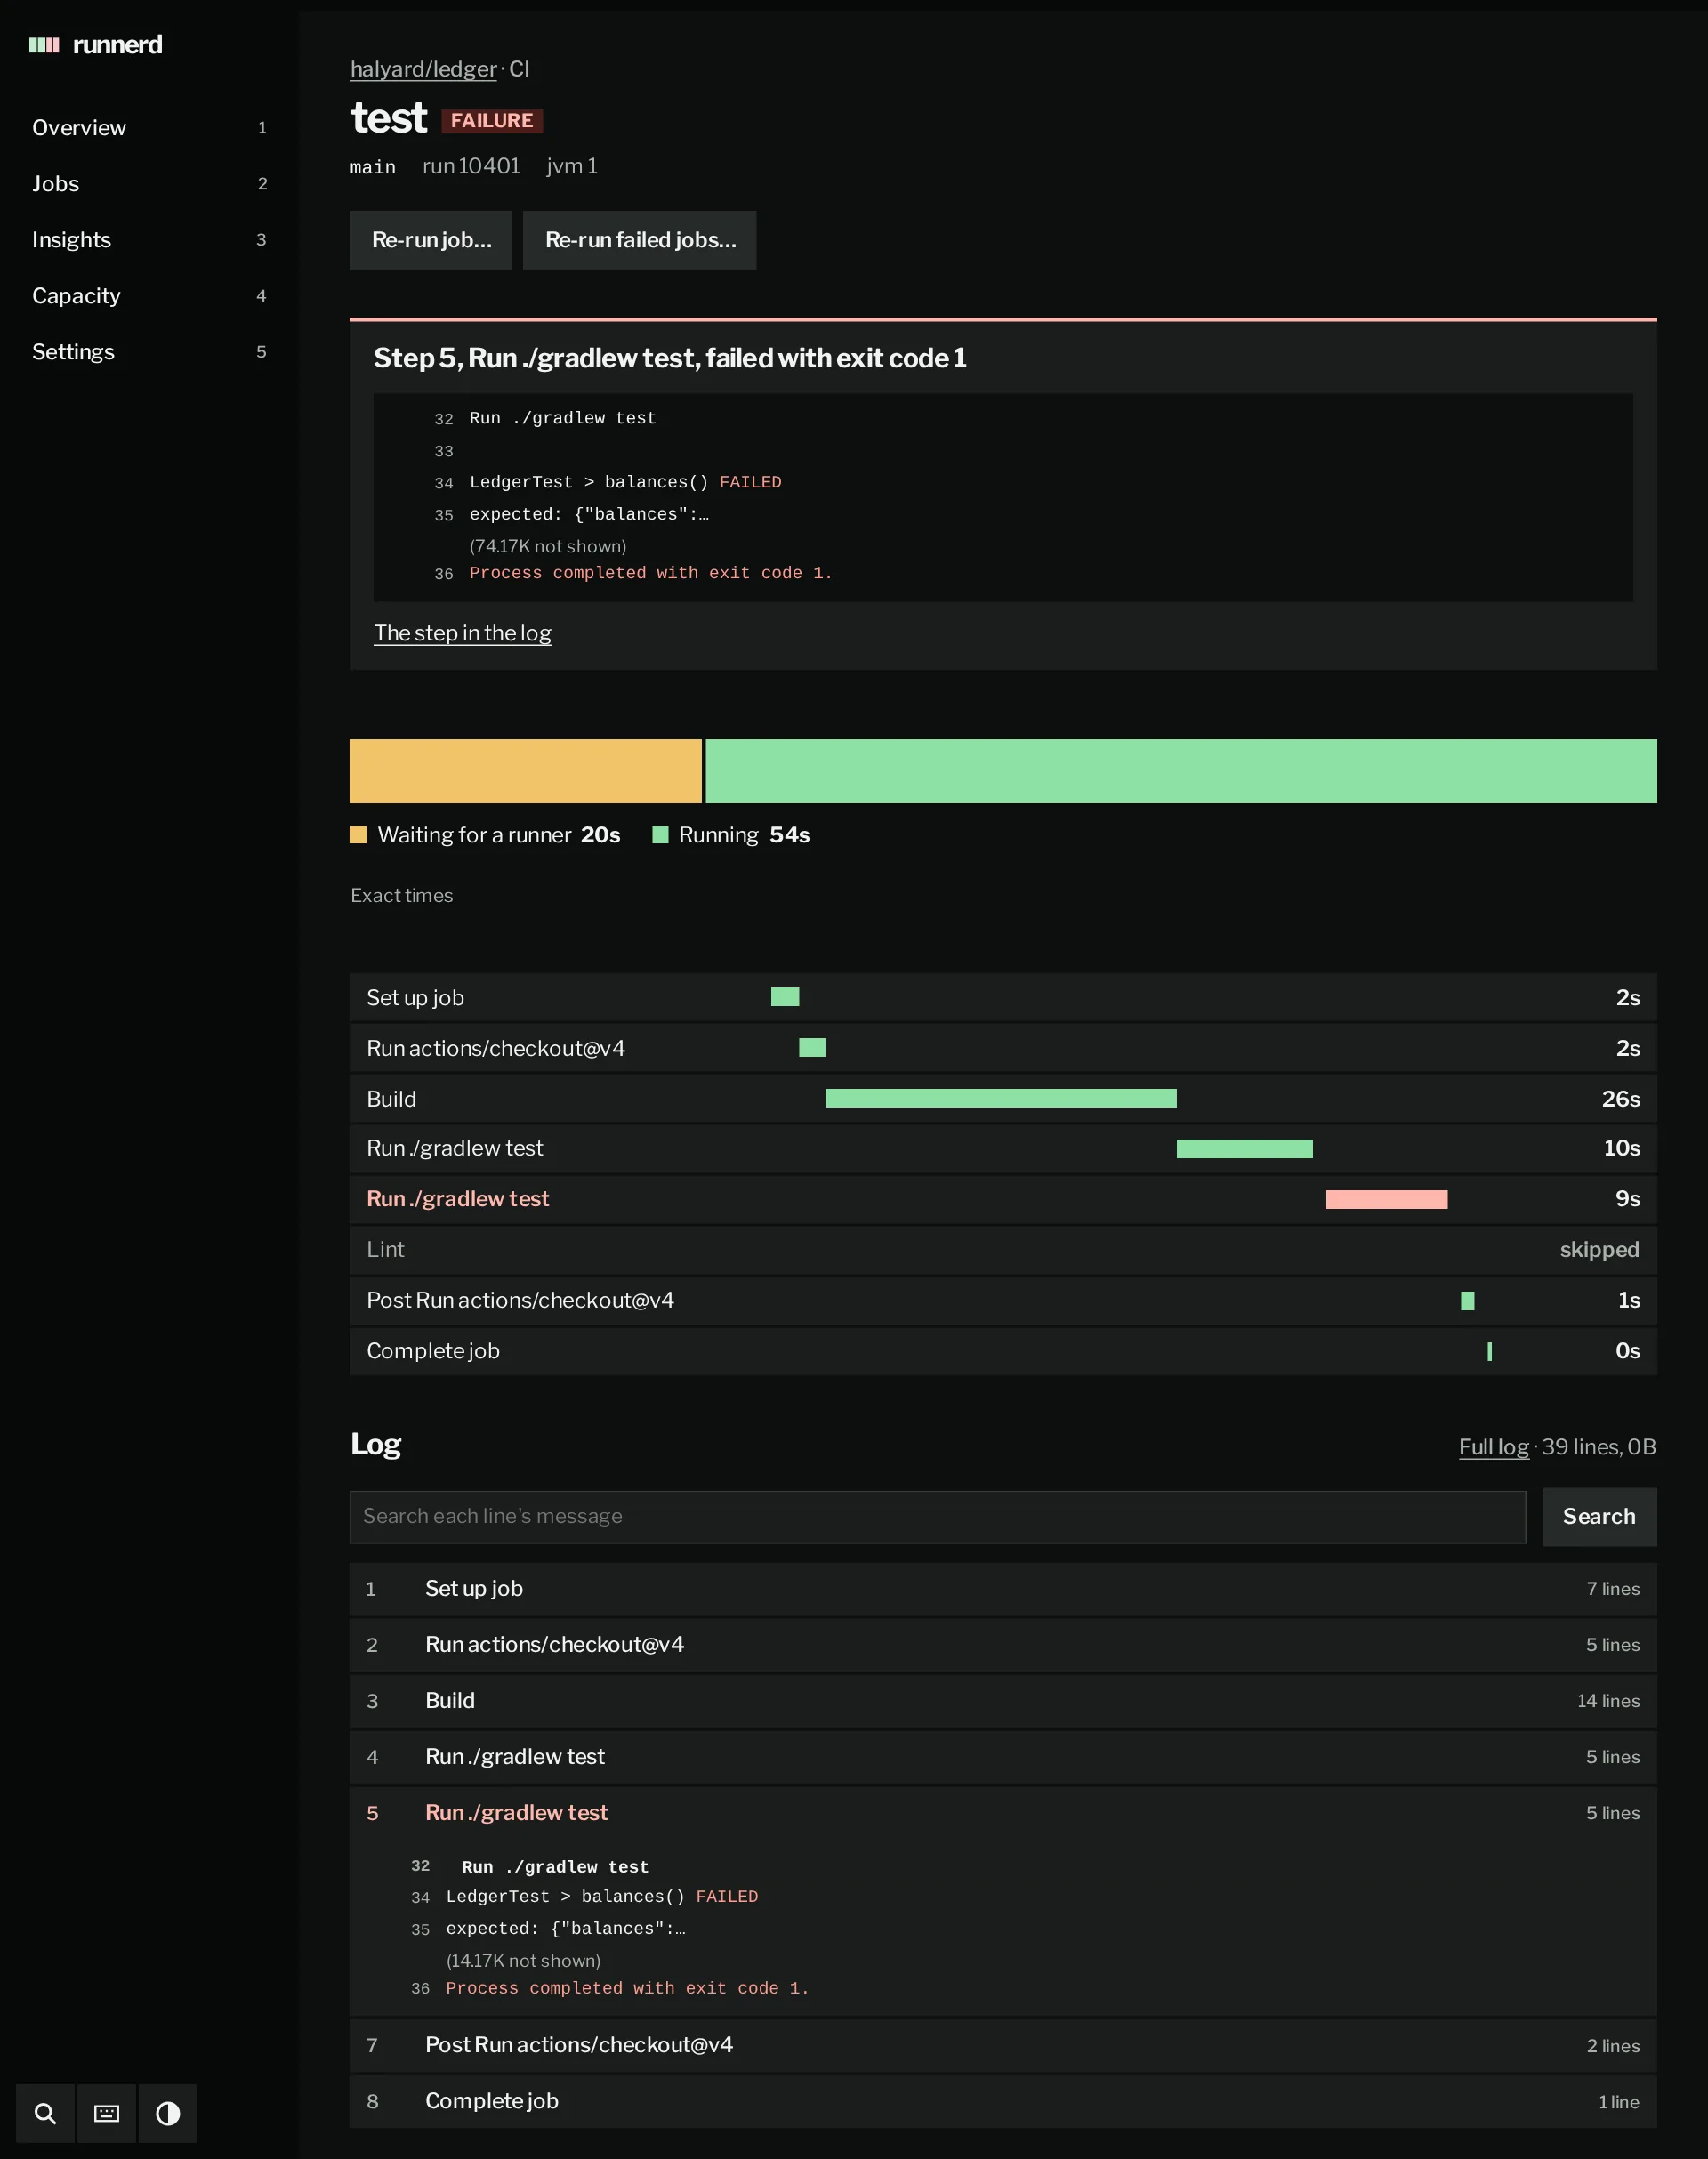 runnerd
Overview 1
Jobs 2
Insights 3
Capacity 4
Settings 5
halyard/ledger · CI
test FAILURE
main run 10401 jvm 1
Re-run job… Re-run failed jobs…
Step 5, Run ./gradlew test, failed with exit code 1
32 Run ./gradlew test
33
34 LedgerTest > balances() FAILED
35 expected: {"balances":…
(74.17K not shown)
36 Process completed with exit code 1.
The step in the log
Waiting for a runner 20s Running 54s
Exact times
Set up job 2s
Run actions/checkout@v4 2s
Build 26s
Run ./gradlew test 10s
Run ./gradlew test 9s
Lint skipped
Post Run actions/checkout@v4 1s
Complete job 0s
Log Full log · 39 lines, 0B
Search each line's message Search
1 Set up job 7 lines
2 Run actions/checkout@v4 5 lines
3 Build 14 lines
4 Run ./gradlew test 5 lines
5 Run ./gradlew test 5 lines
32 Run ./gradlew test
34 LedgerTest > balances() FAILED
35 expected: {"balances":…
(14.17K not shown)
36 Process completed with exit code 1.
7 Post Run actions/checkout@v4 2 lines
8 Complete job 1 line